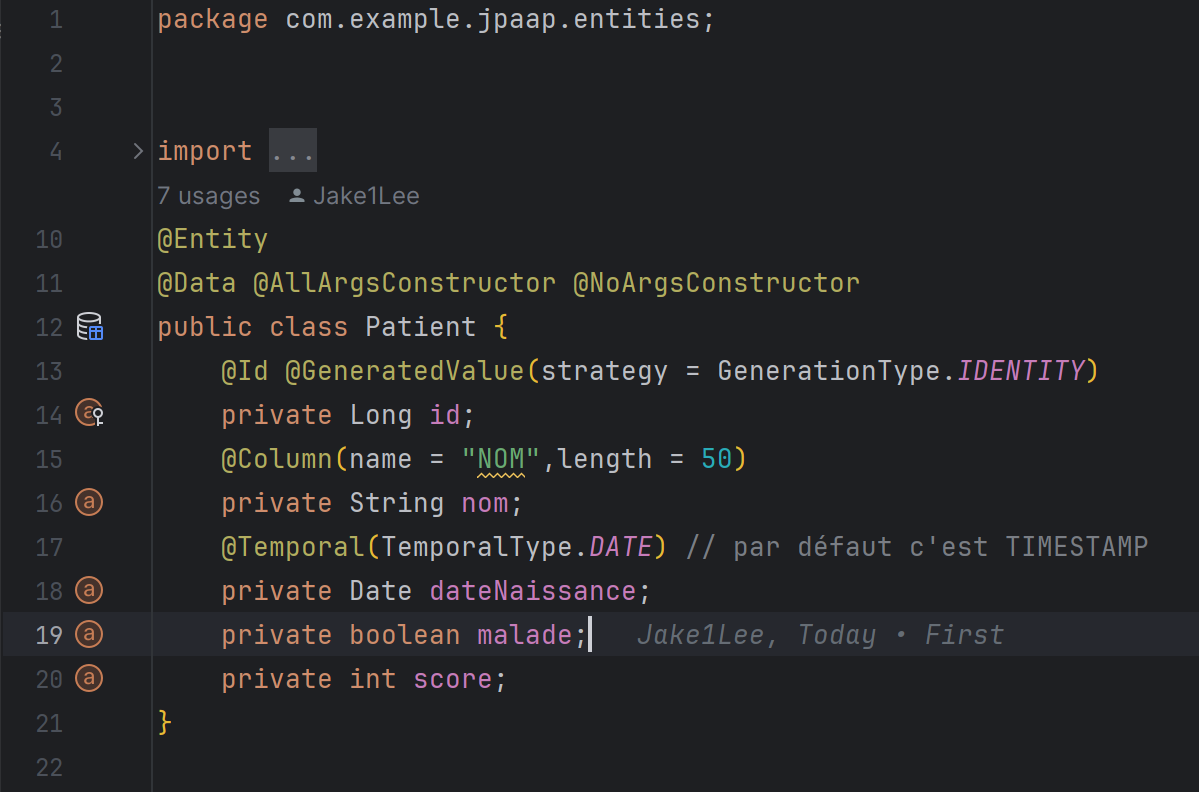 1 package com.example.jpaap.entities;
2
3
4 import ...
7 usages Jake1Lee
10 @Entity
11 @Data @AllArgsConstructor @NoArgsConstructor
12 public class Patient {
13 @Id @GeneratedValue(strategy = GenerationType.IDENTITY)
14 a private Long id;
15 @Column(name = "NOM",length = 50)
16 a private String nom;
17 @Temporal(TemporalType.DATE) // par défaut c'est TIMESTAMP
18 a private Date dateNaissance;
19 a private boolean malade; Jake1Lee, Today • First
20 a private int score;
21 }
22